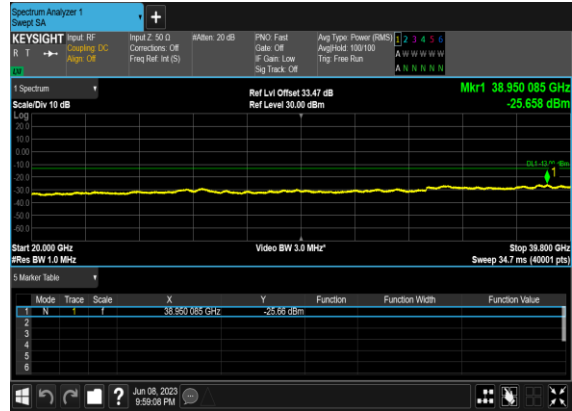 Spectrum Analyzer 1
Swept SA
+
KEYSIGHT Input: RF Input Z: 50 Ω #Atten: 20 dB PNO: Fast Avg Type: Power (RMS) 1 2 3 4 5 6
R T Coupling: DC Corrections: Off Gate: Off Avg|Hold: 100/100 A W W W W W
Align: Off Freq Ref: Int (S) IF Gain: Low Trig: Free Run
Sig Track: Off A N N N N N
1 Spectrum Ref Lvl Offset 33.47 dB Mkr1 38.950 085 GHz
Scale/Div 10 dB Ref Level 30.00 dBm -25.658 dBm
Log
20.0
10.0
0.00
-10.0
DL1 -13.00 dBm
1
-20.0
-30.0
-40.0
-50.0
-60.0
Start 20.000 GHz Video BW 3.0 MHz* Stop 39.800 GHz
#Res BW 1.0 MHz Sweep 34.7 ms (40001 pts)
5 Marker Table
Mode Trace Scale X Y Function Function Width Function Value
1 N 1 f 38.950 085 GHz -25.66 dBm
2
3
4
5
6
? Jun 08, 2023
9:59:08 PM